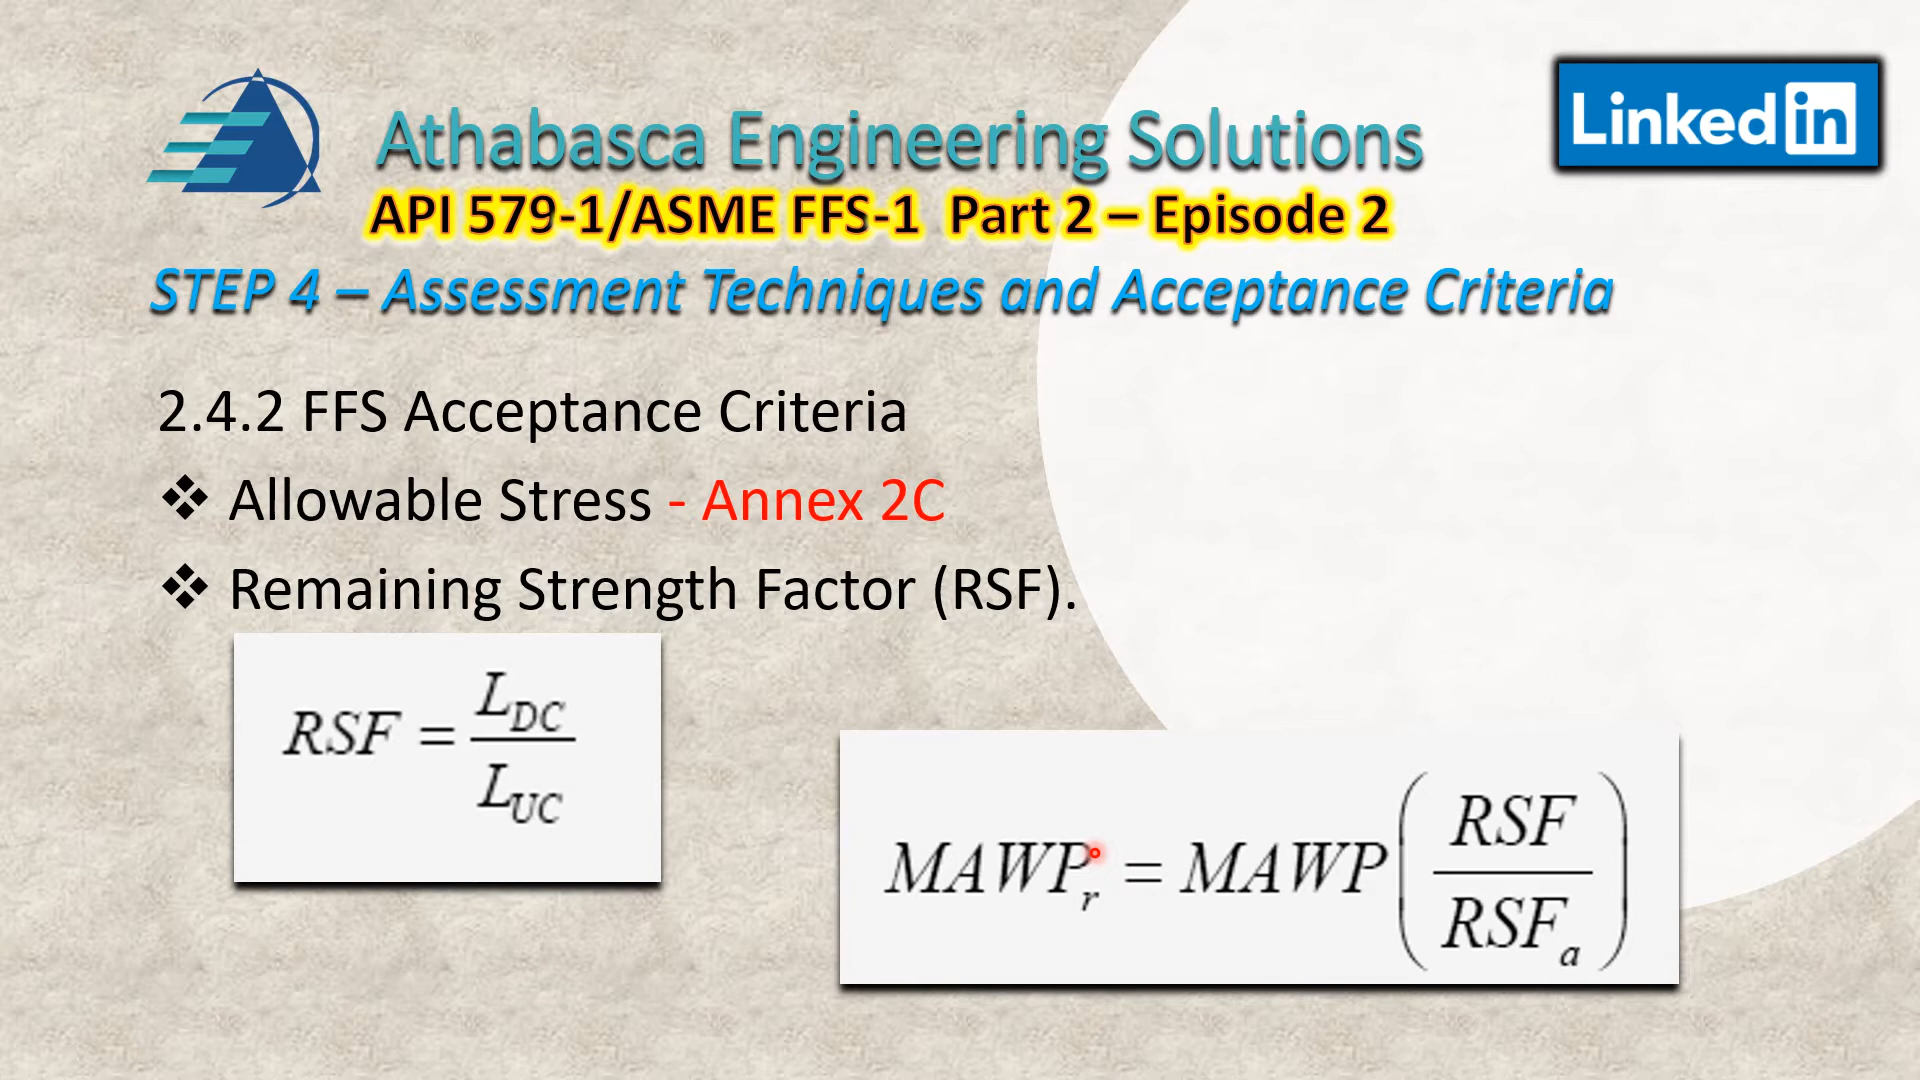 Athabasca Engineering Solutions
Linked in
API 579-1/ASME FFS-1 Part 2 – Episode 2
STEP 4 – Assessment Techniques and Acceptance Criteria
2.4.2 FFS Acceptance Criteria
❖ Allowable Stress - Annex 2C
❖ Remaining Strength Factor (RSF).
RSF = L_DC / L_UC
MAWP_r = MAWP ( RSF / RSF_a )